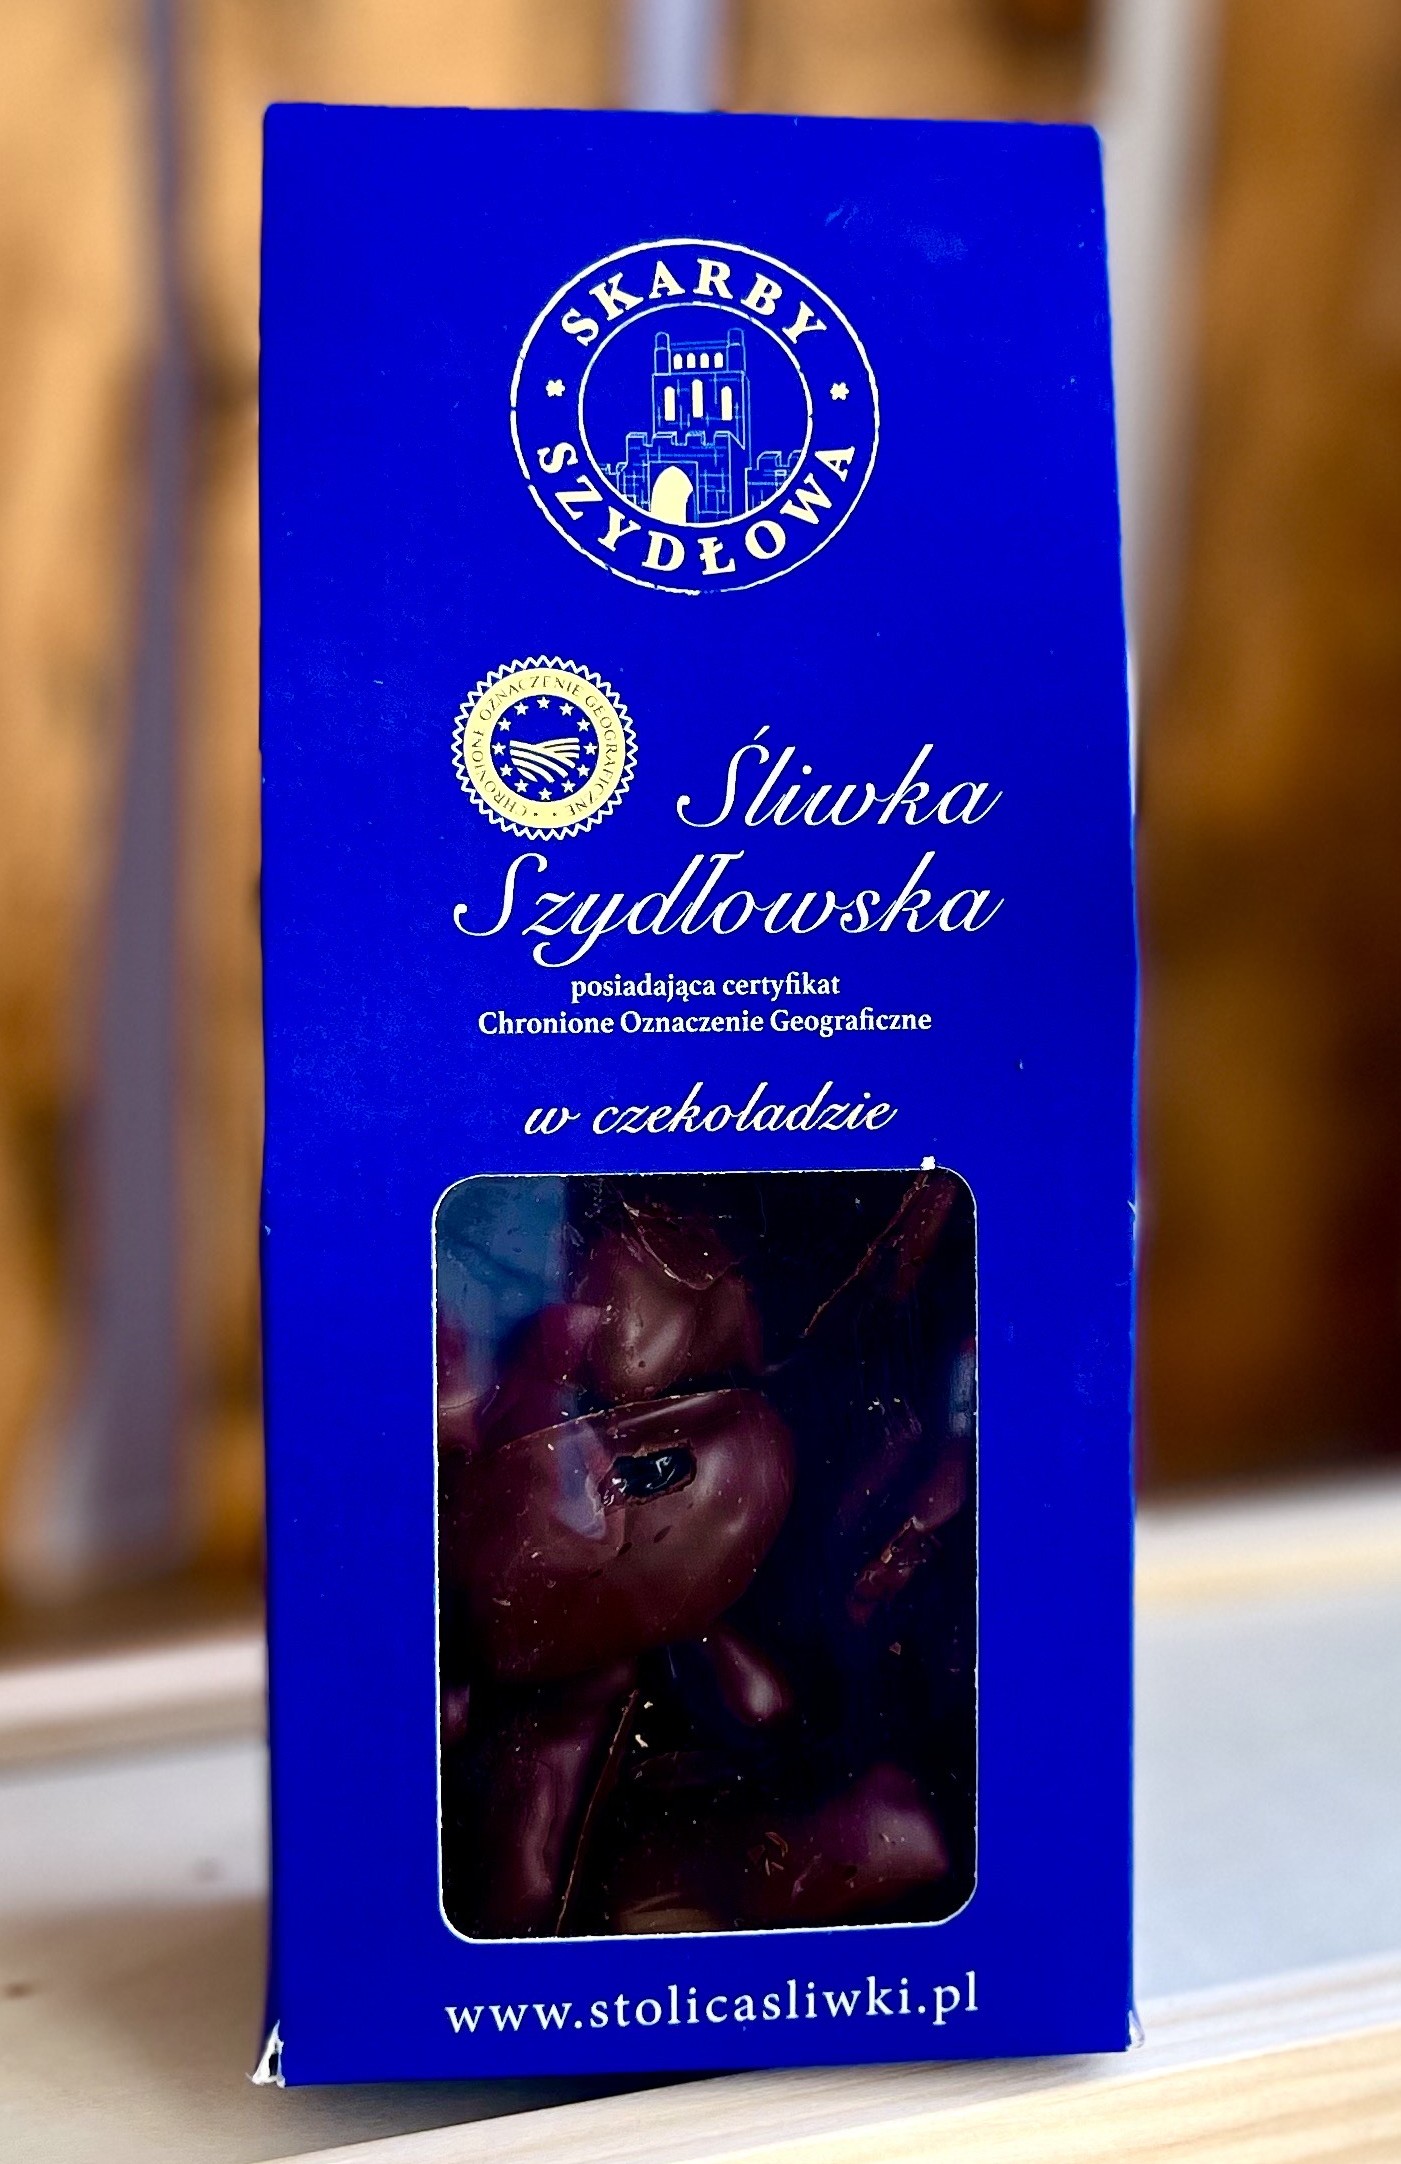 SKARBY
SZYDŁOWA
CHRONIONE OZNACZENIE GEOGRAFICZNE
Śliwka
Szydłowska
posiadająca certyfikat
Chronione Oznaczenie Geograficzne
w czekoladzie
www.stolicasliwki.pl